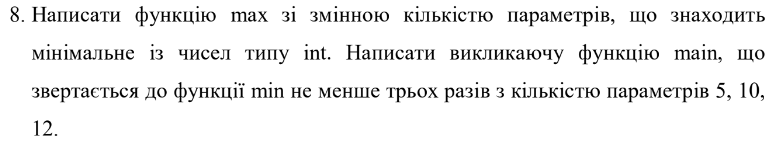 8. Написати функцію max зі змінною кількістю параметрів, що знаходить
мінімальне із чисел типу int. Написати викликаючу функцію main, що
звертається до функції min не менше трьох разів з кількістю параметрів 5, 10,
12.